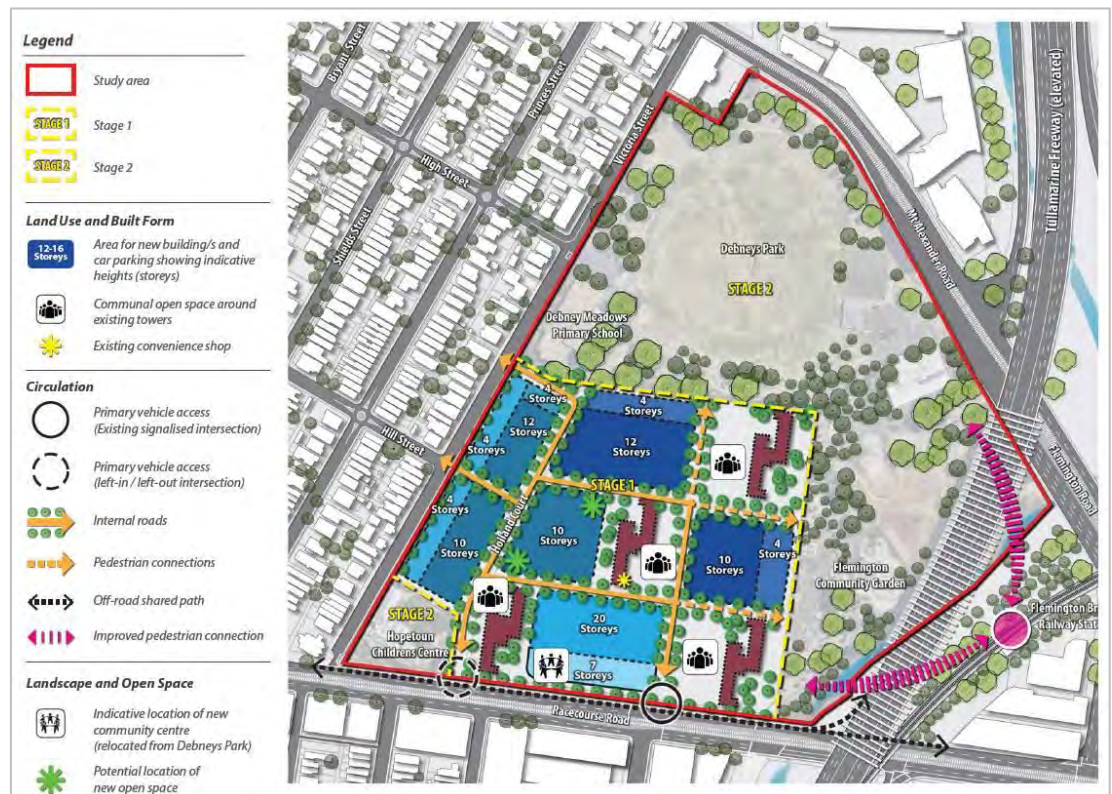 Legend
Study area
STAGE 1
Stage 1
STAGE 2
Stage 2
Land Use and Built Form
12-16
Storeys
Area for new building/s and
car parking showing indicative
heights (storeys)
Communal open space around
existing towers
Existing convenience shop
Circulation
Primary vehicle access
(Existing signalised intersection)
Primary vehicle access
(left-in / left-out intersection)
Internal roads
Pedestrian connections
Off-road shared path
Improved pedestrian connection
Landscape and Open Space
Indicative location of new
community centre
(relocated from Debneys Park)
Potential location of
new open space
Bryant Street
Princes Street
Victoria Street
High Street
Shields Street
Hill Street
Mt Alexander Road
Tullamarine Freeway (elevated)
Flemington Road
Debneys Park
STAGE 2
Debney Meadows
Primary School
4
Storeys
12
Storeys
4
Storeys
4
Storeys
12
Storeys
STAGE 1
4
Storeys
10
Storeys
Holland Court
10
Storeys
10
Storeys
4
Storeys
20
Storeys
7
Storeys
STAGE 2
Hopetoun
Childrens Centre
Flemington
Community Garden
Flemington Br
Railway Stat
Racecourse Road